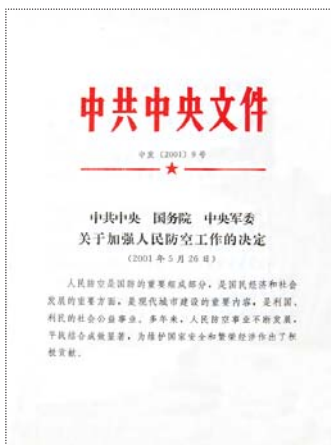 中共中央文件
中发〔2001〕9号
中共中央 国务院 中央军委
关于加强人民防空工作的决定
(2001年5月26日)
人民防空是国防的重要组成部分，是国民经济和社会
发展的重要方面，是现代城市建设的重要内容，是利国、
利民的社会公益事业。多年来，人民防空事业不断发展，
平战结合成效显著，为维护国家安全和繁荣经济作出了积
极贡献。